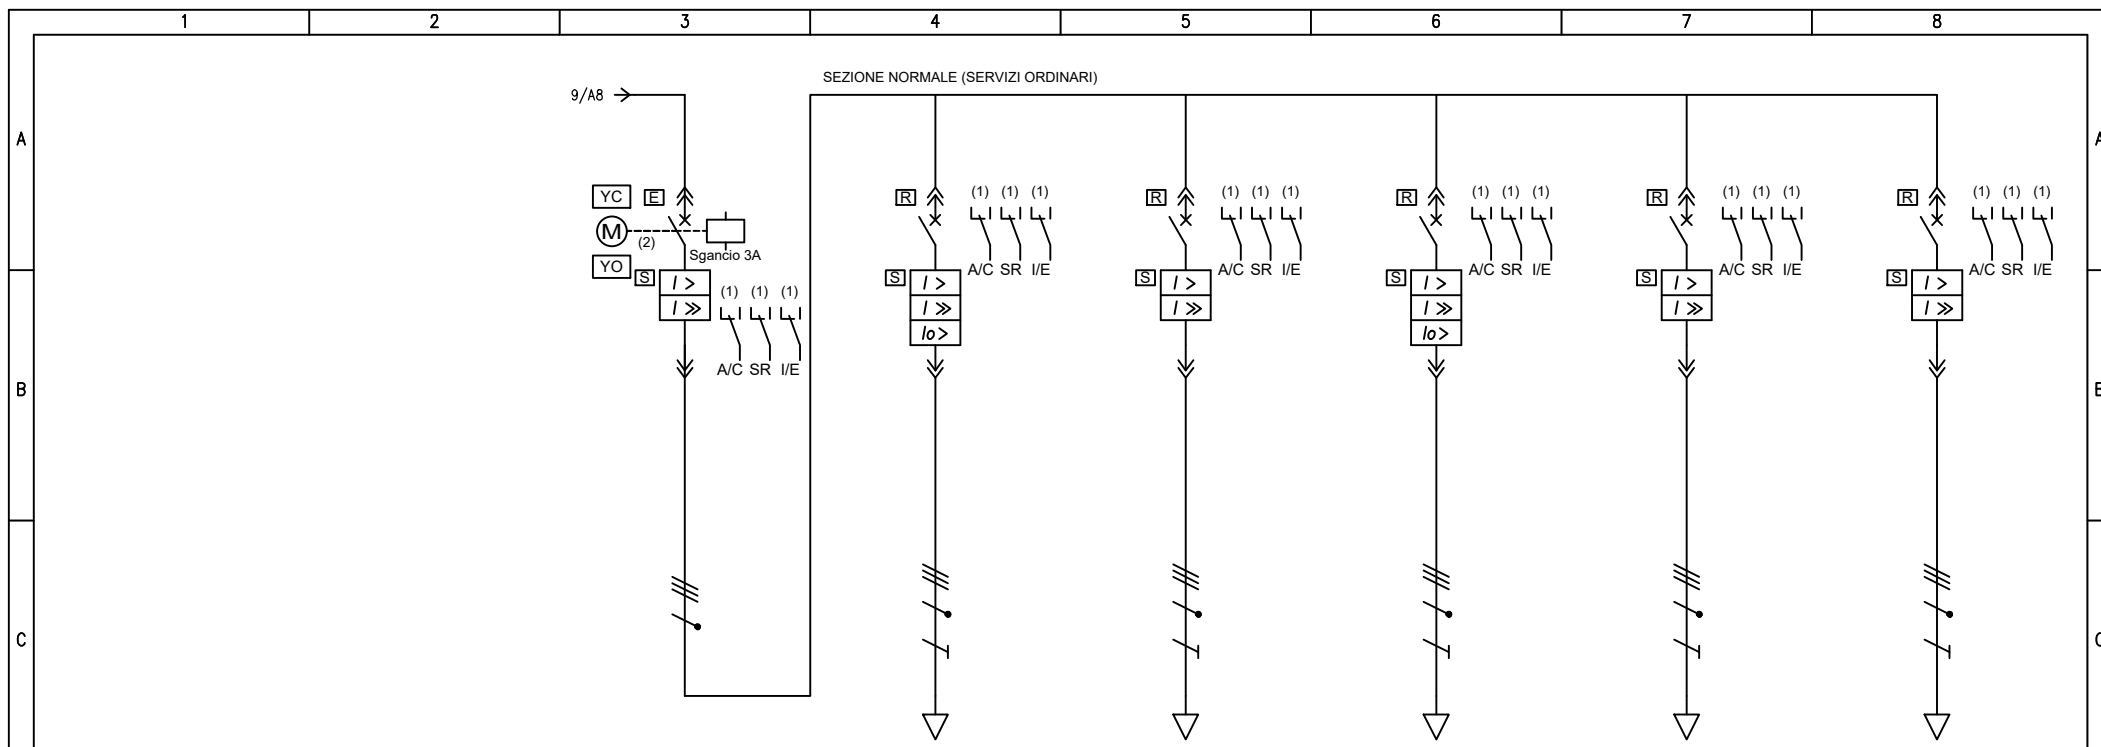 1 2 3 4 5 6 7 8
SEZIONE NORMALE (SERVIZI ORDINARI)
9/A8
A A
YC E R (1) (1) (1) R (1) (1) (1) R (1) (1) (1) R (1) (1) (1) R (1) (1) (1)
M (2)
Sgancio 3A
YO S A/C SR I/E S A/C SR I/E S A/C SR I/E S A/C SR I/E S A/C SR I/E S
I > I > I > I > I > I >
(1) (1) (1)
I >> I >> I >> I >> I >> I >>
Io> Io>
A/C SR I/E
B B
C C